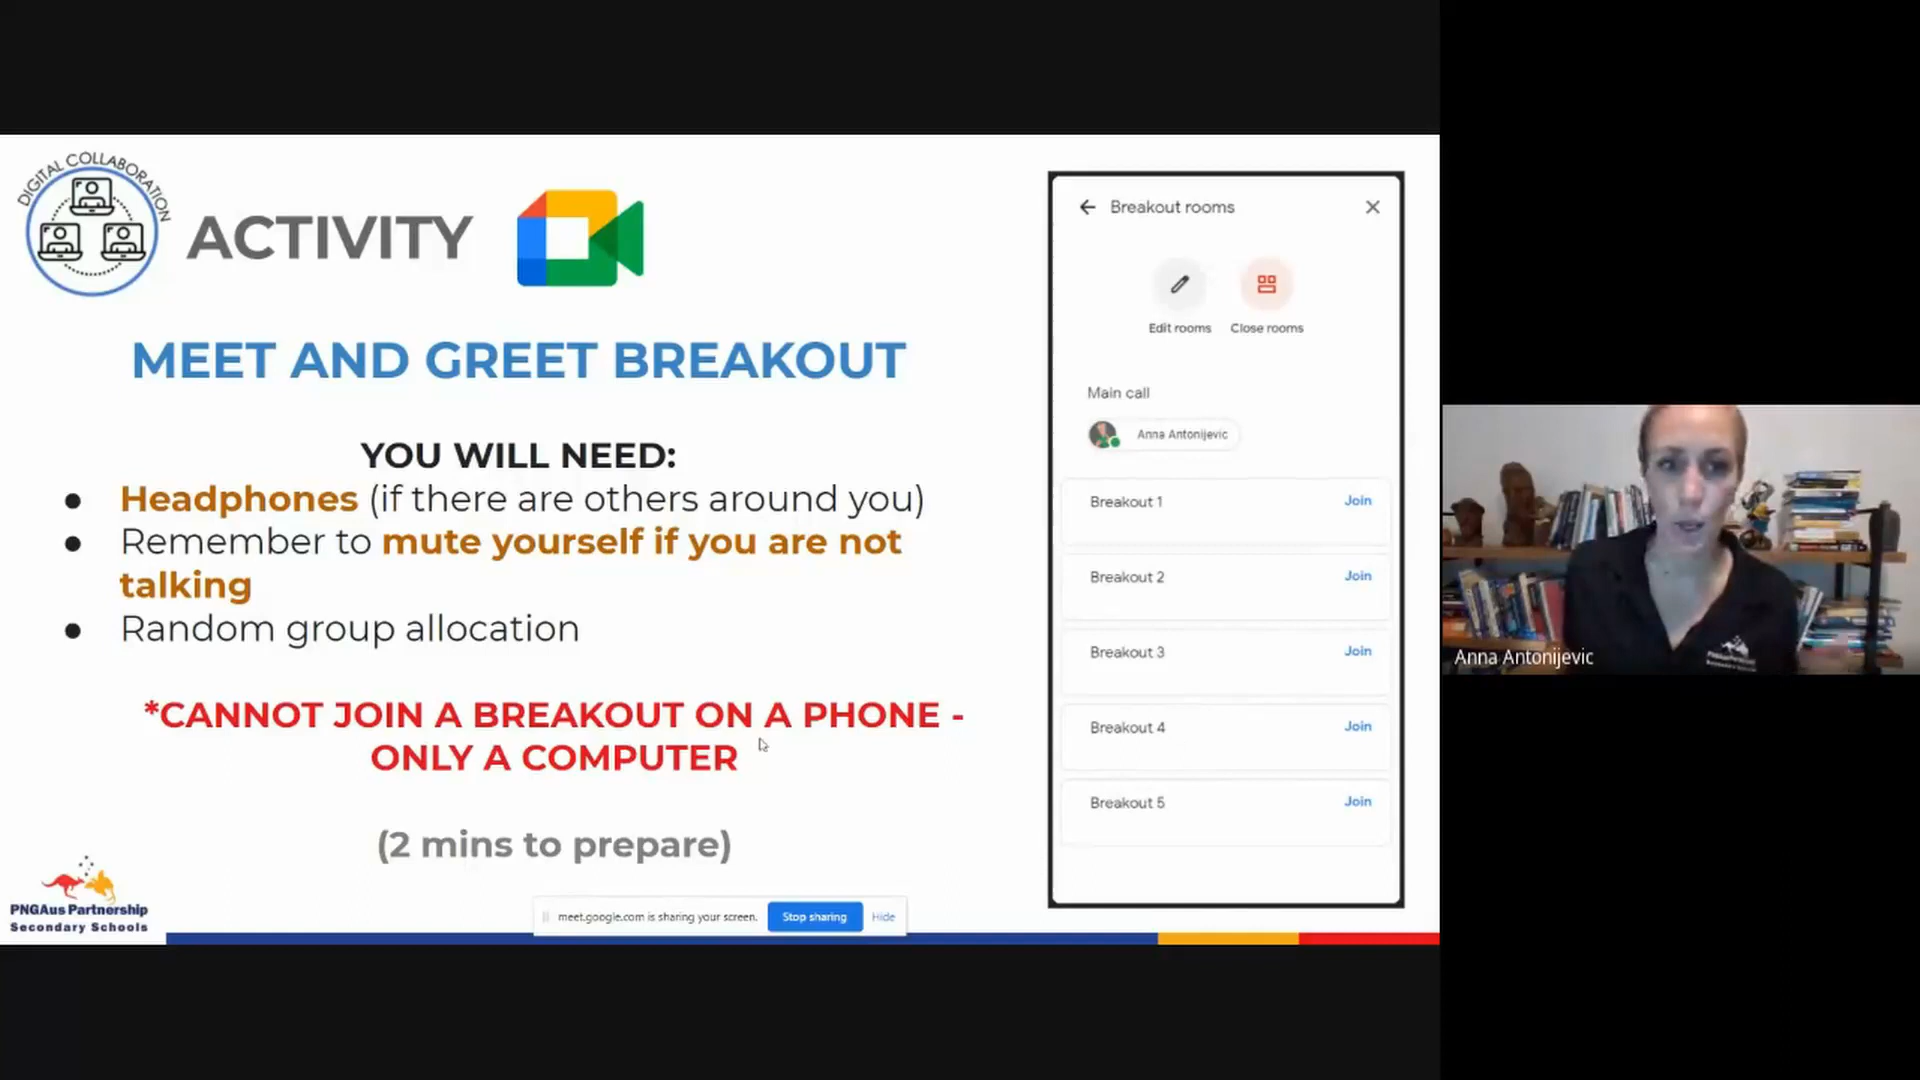 DIGITAL COLLABORATION
ACTIVITY
MEET AND GREET BREAKOUT
YOU WILL NEED:
● Headphones (if there are others around you)
● Remember to mute yourself if you are not
talking
● Random group allocation
*CANNOT JOIN A BREAKOUT ON A PHONE -
ONLY A COMPUTER
(2 mins to prepare)
PNGAus Partnership
Secondary Schools
meet.google.com is sharing your screen.
Stop sharing
Hide
Breakout rooms
Edit rooms
Close rooms
Main call
Anna Antonijevic
Breakout 1 Join
Breakout 2 Join
Breakout 3 Join
Breakout 4 Join
Breakout 5 Join
Anna Antonijevic